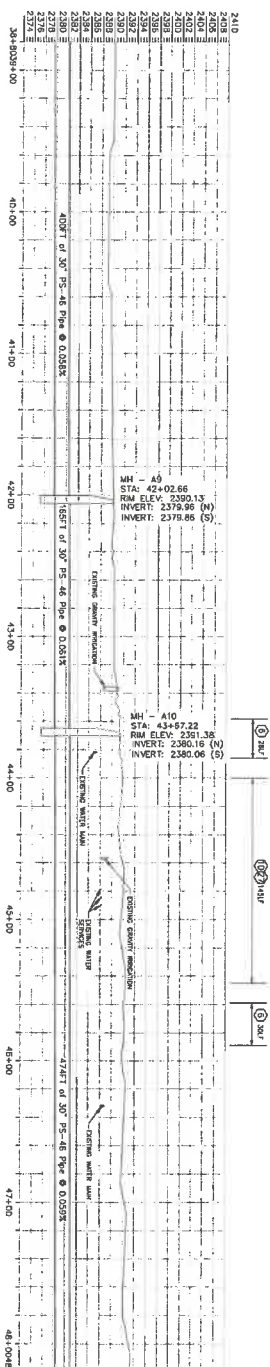 2410
2408
2406
2404
2402
2400
2398
2396
2394
2392
2390
2388
2386
2384
2382
2380
2378
2376
2374
40+00
41+00
42+00
43+00
44+00
45+00
46+00
47+00
400FT of 30" PS-46 Pipe @ 0.058%
MH - A9
STA: 42+02.66
RIM ELEV: 2390.13
INVERT: 2379.96 (N)
INVERT: 2379.86 (S)
165FT of 30" PS-46 Pipe @ 0.061%
EXISTING GRAVITY IRRIGATION
MH - A10
STA: 43+67.22
RIM ELEV: 2391.38
INVERT: 2380.16 (N)
INVERT: 2380.06 (S)
EXISTING WATER MAIN
EXISTING GRAVITY IRRIGATION
EXISTING WATER
SERVICES
EXISTING WATER MAIN
474FT of 30" PS-46 Pipe @ 0.059%
6 28LF
145LF
6 30LF